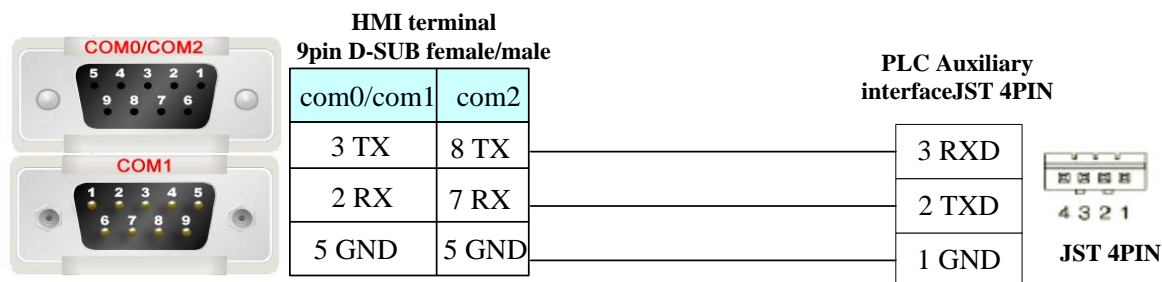 HMI terminal
9pin D-SUB female/male
COM0/COM2
5 4 3 2 1
9 8 7 6
COM1
1 2 3 4 5
6 7 8 9
com0/com1 com2
3 TX 8 TX
2 RX 7 RX
5 GND 5 GND
PLC Auxiliary
interfaceJST 4PIN
3 RXD
2 TXD
1 GND
4 3 2 1
JST 4PIN